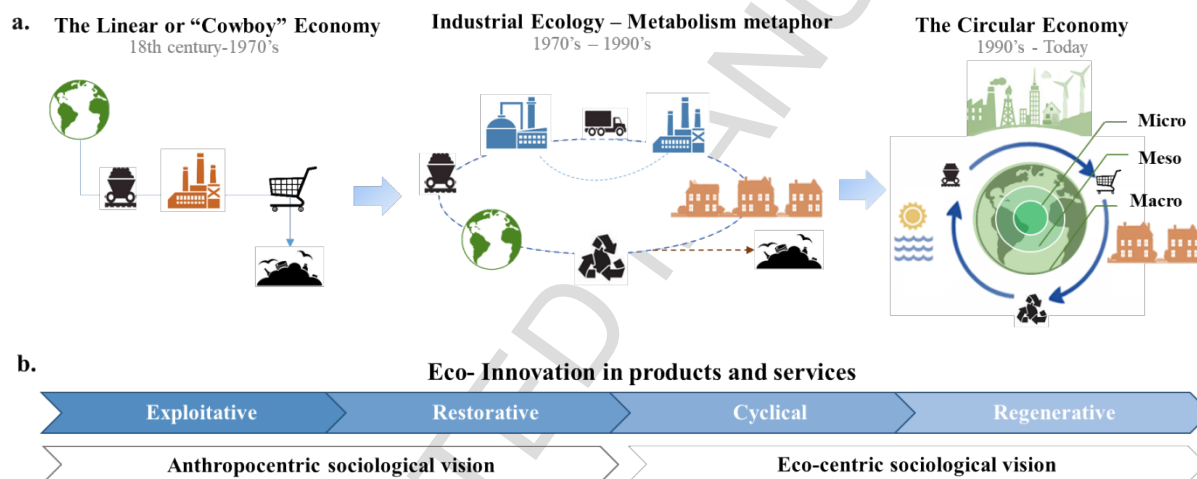 a.
The Linear or “Cowboy” Economy
18th century-1970’s
Industrial Ecology – Metabolism metaphor
1970’s – 1990’s
The Circular Economy
1990’s - Today
Micro
Meso
Macro
b.
Eco- Innovation in products and services
Exploitative
Restorative
Cyclical
Regenerative
Anthropocentric sociological vision
Eco-centric sociological vision